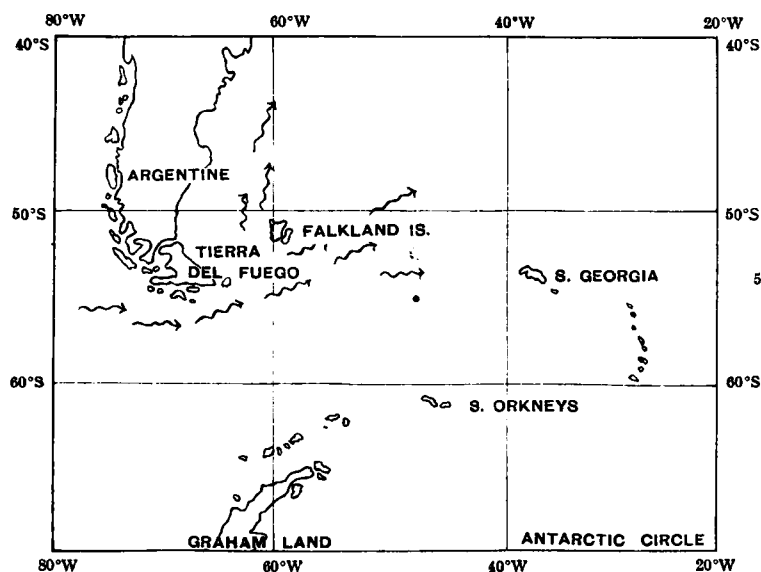 80°W 60°W 40°W 20°W
40°S 40°S
ARGENTINE
50°S 50°S
FALKLAND IS.
TIERRA
DEL FUEGO
S. GEORGIA 5
60°S 60°S
S. ORKNEYS
GRAHAM LAND ANTARCTIC CIRCLE
80°W 60°W 40°W 20°W